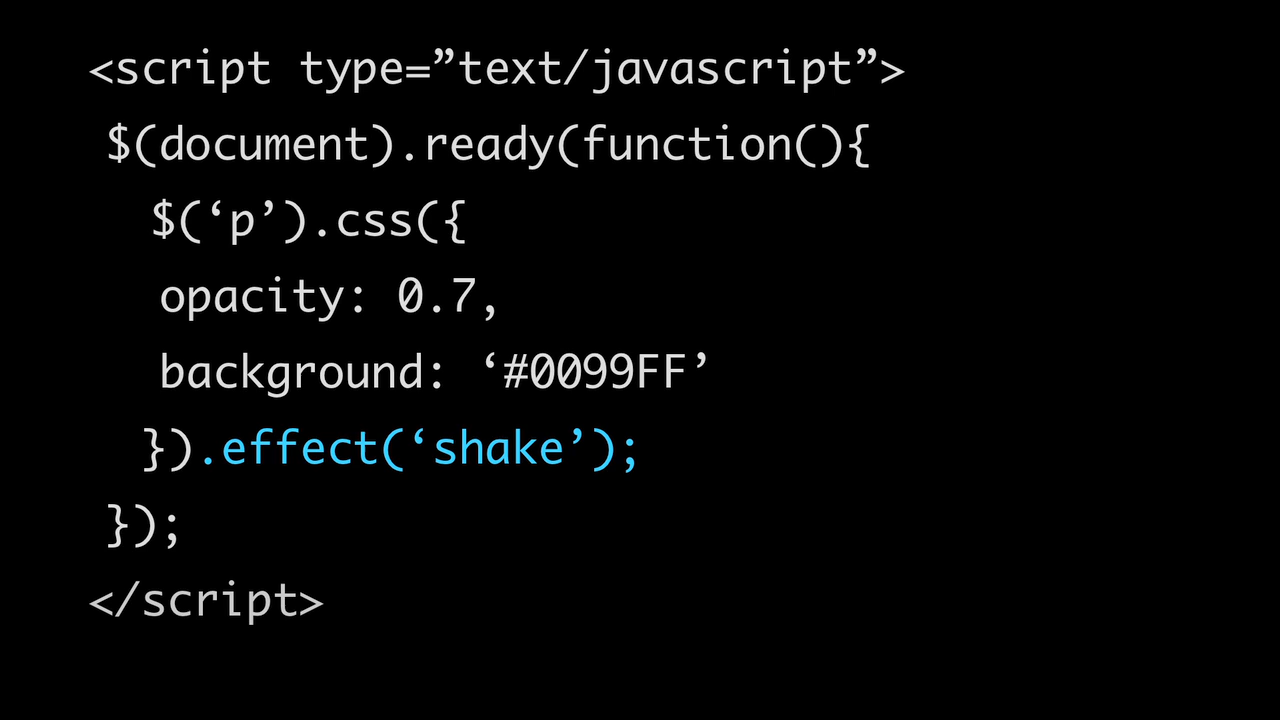 <script type=”text/javascript”>
$(document).ready(function(){
$(‘p’).css({
opacity: 0.7,
background: ‘#0099FF’
}).effect(‘shake’);
});
</script>